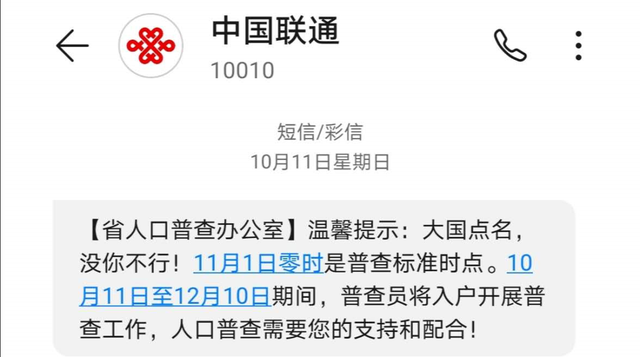 中国联通
10010
短信/彩信
10月11日星期日
【省人口普查办公室】温馨提示：大国点名，
没你不行！11月1日零时是普查标准时点。10
月11日至12月10日期间，普查员将入户开展普
查工作，人口普查需要您的支持和配合！